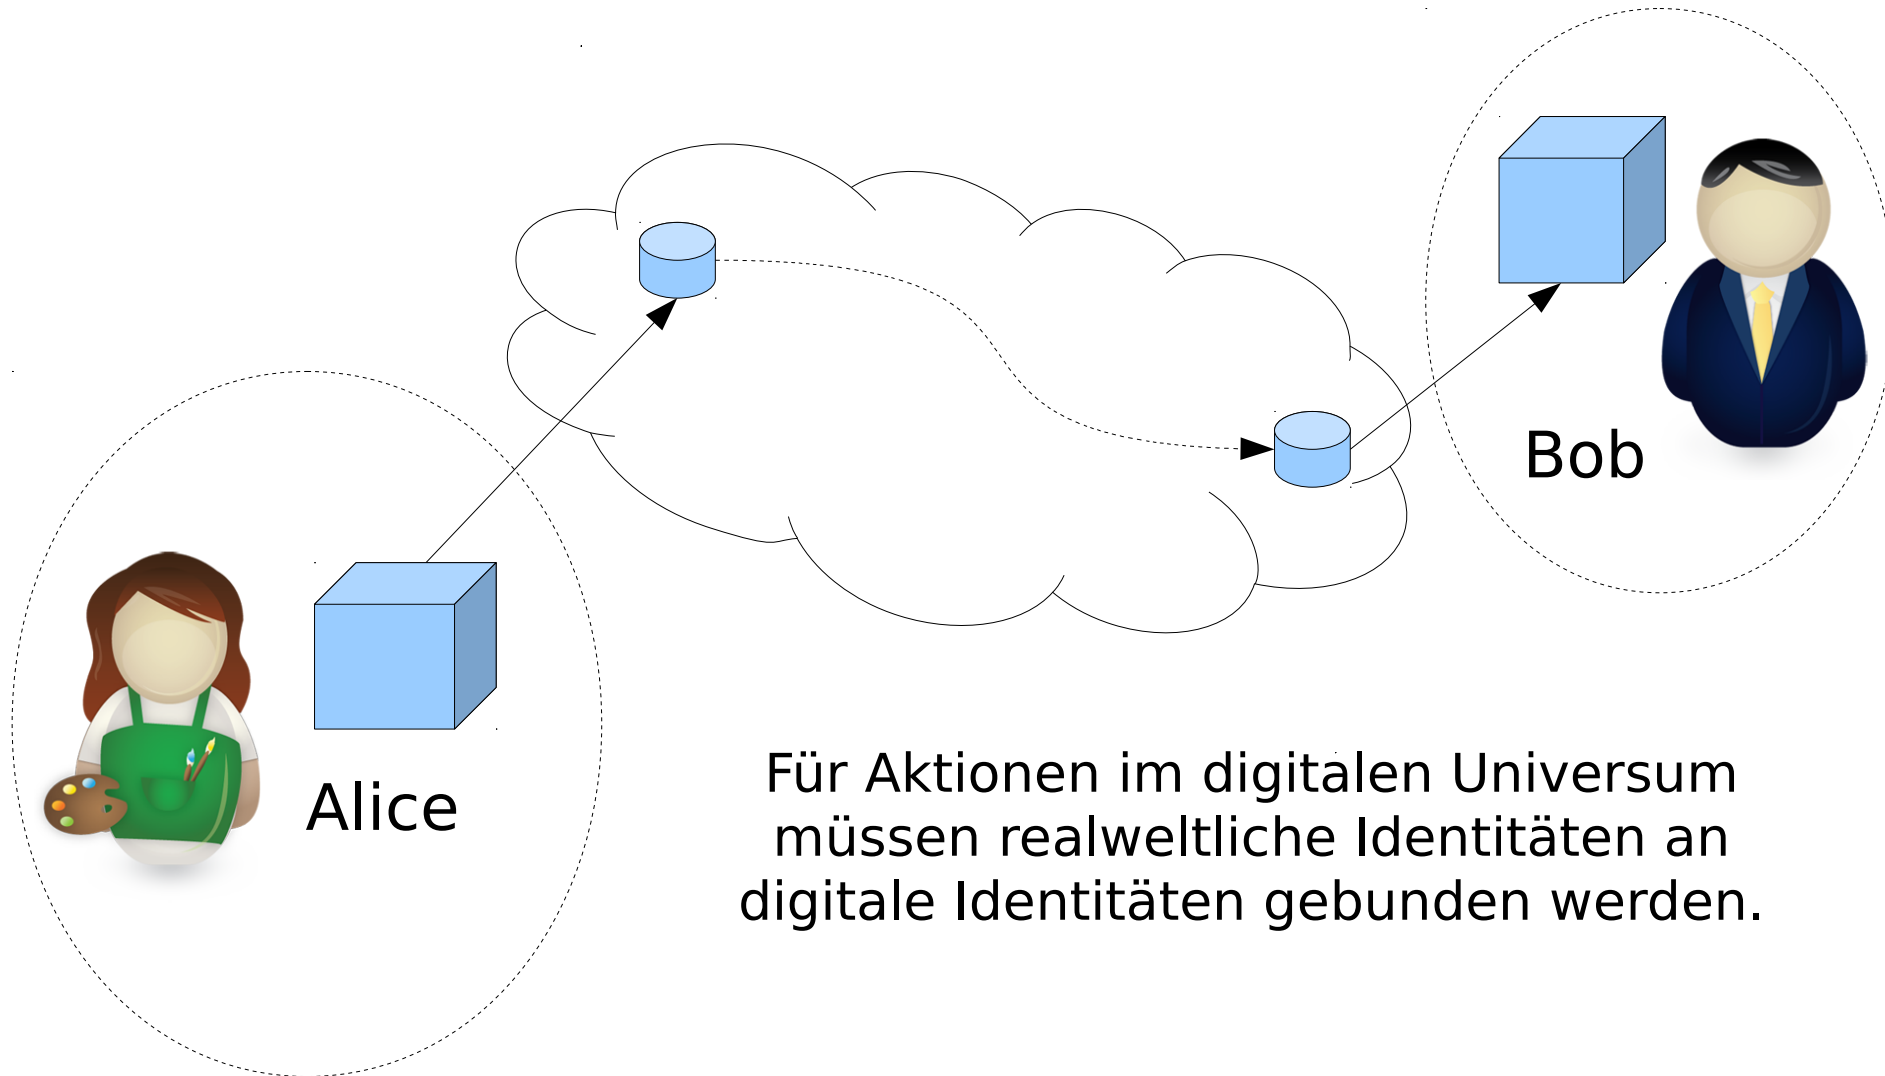 Bob
Alice
Für Aktionen im digitalen Universum
müssen realweltliche Identitäten an
digitale Identitäten gebunden werden.